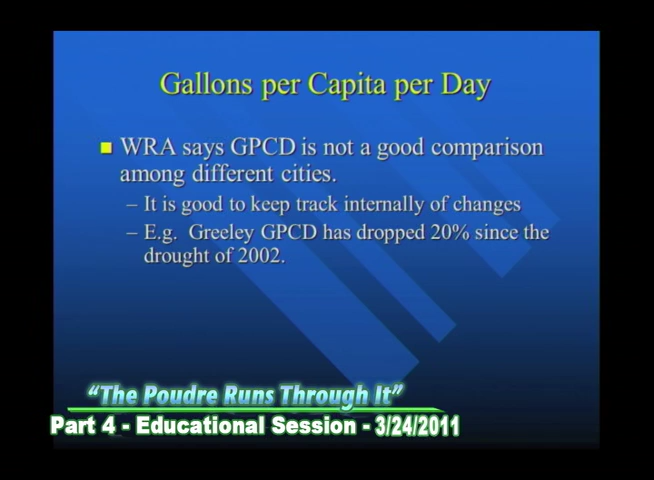 Gallons per Capita per Day
WRA says GPCD is not a good comparison
among different cities.
– It is good to keep track internally of changes
– E.g. Greeley GPCD has dropped 20% since the
drought of 2002.
“The Poudre Runs Through It”
Part 4 - Educational Session - 3/24/2011